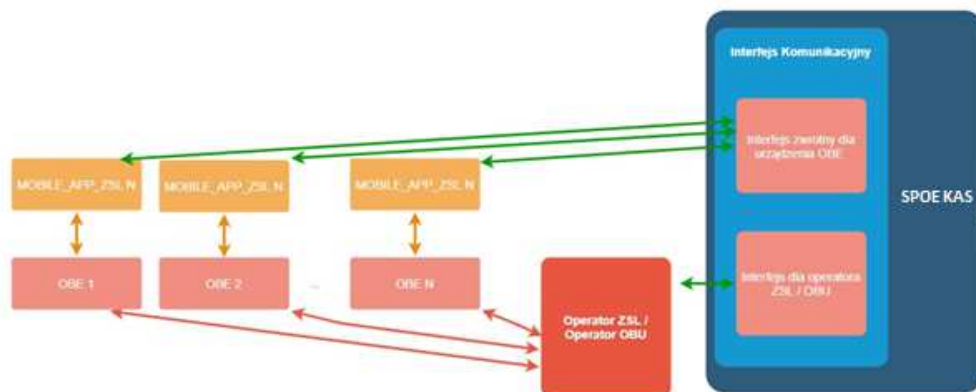 Interfejs Komunikacyjny
Interfejs zwrotny dla
urządzenia OBE
SPOE KAS
MOBILE_APP_ZSL N
MOBILE_APP_ZSL N
MOBILE_APP_ZSL N
OBE 1
OBE 2
...
OBE N
Interfejs dla operatora
ZSL / OBU
Operator ZSL /
Operator OBU